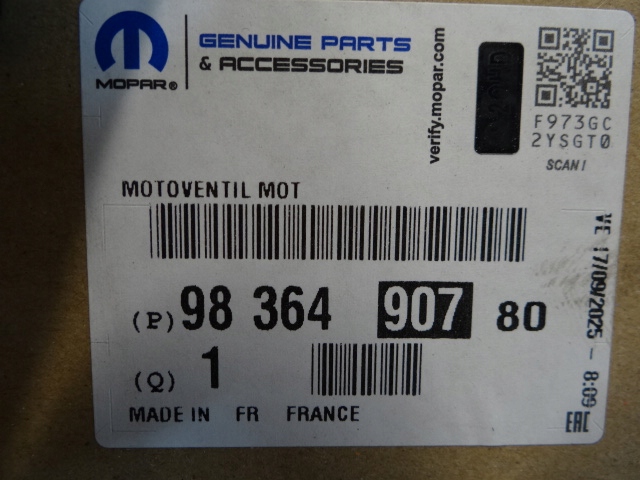 MOPAR®
GENUINE PARTS
& ACCESSORIES
verify.mopar.com
F973GC
2YSGT0
SCAN!
MOTOVENTIL MOT
(P) 98 364 907 80
(Q) 1
MADE IN FR FRANCE
VE 17/09/2025 - 8:09
EAC